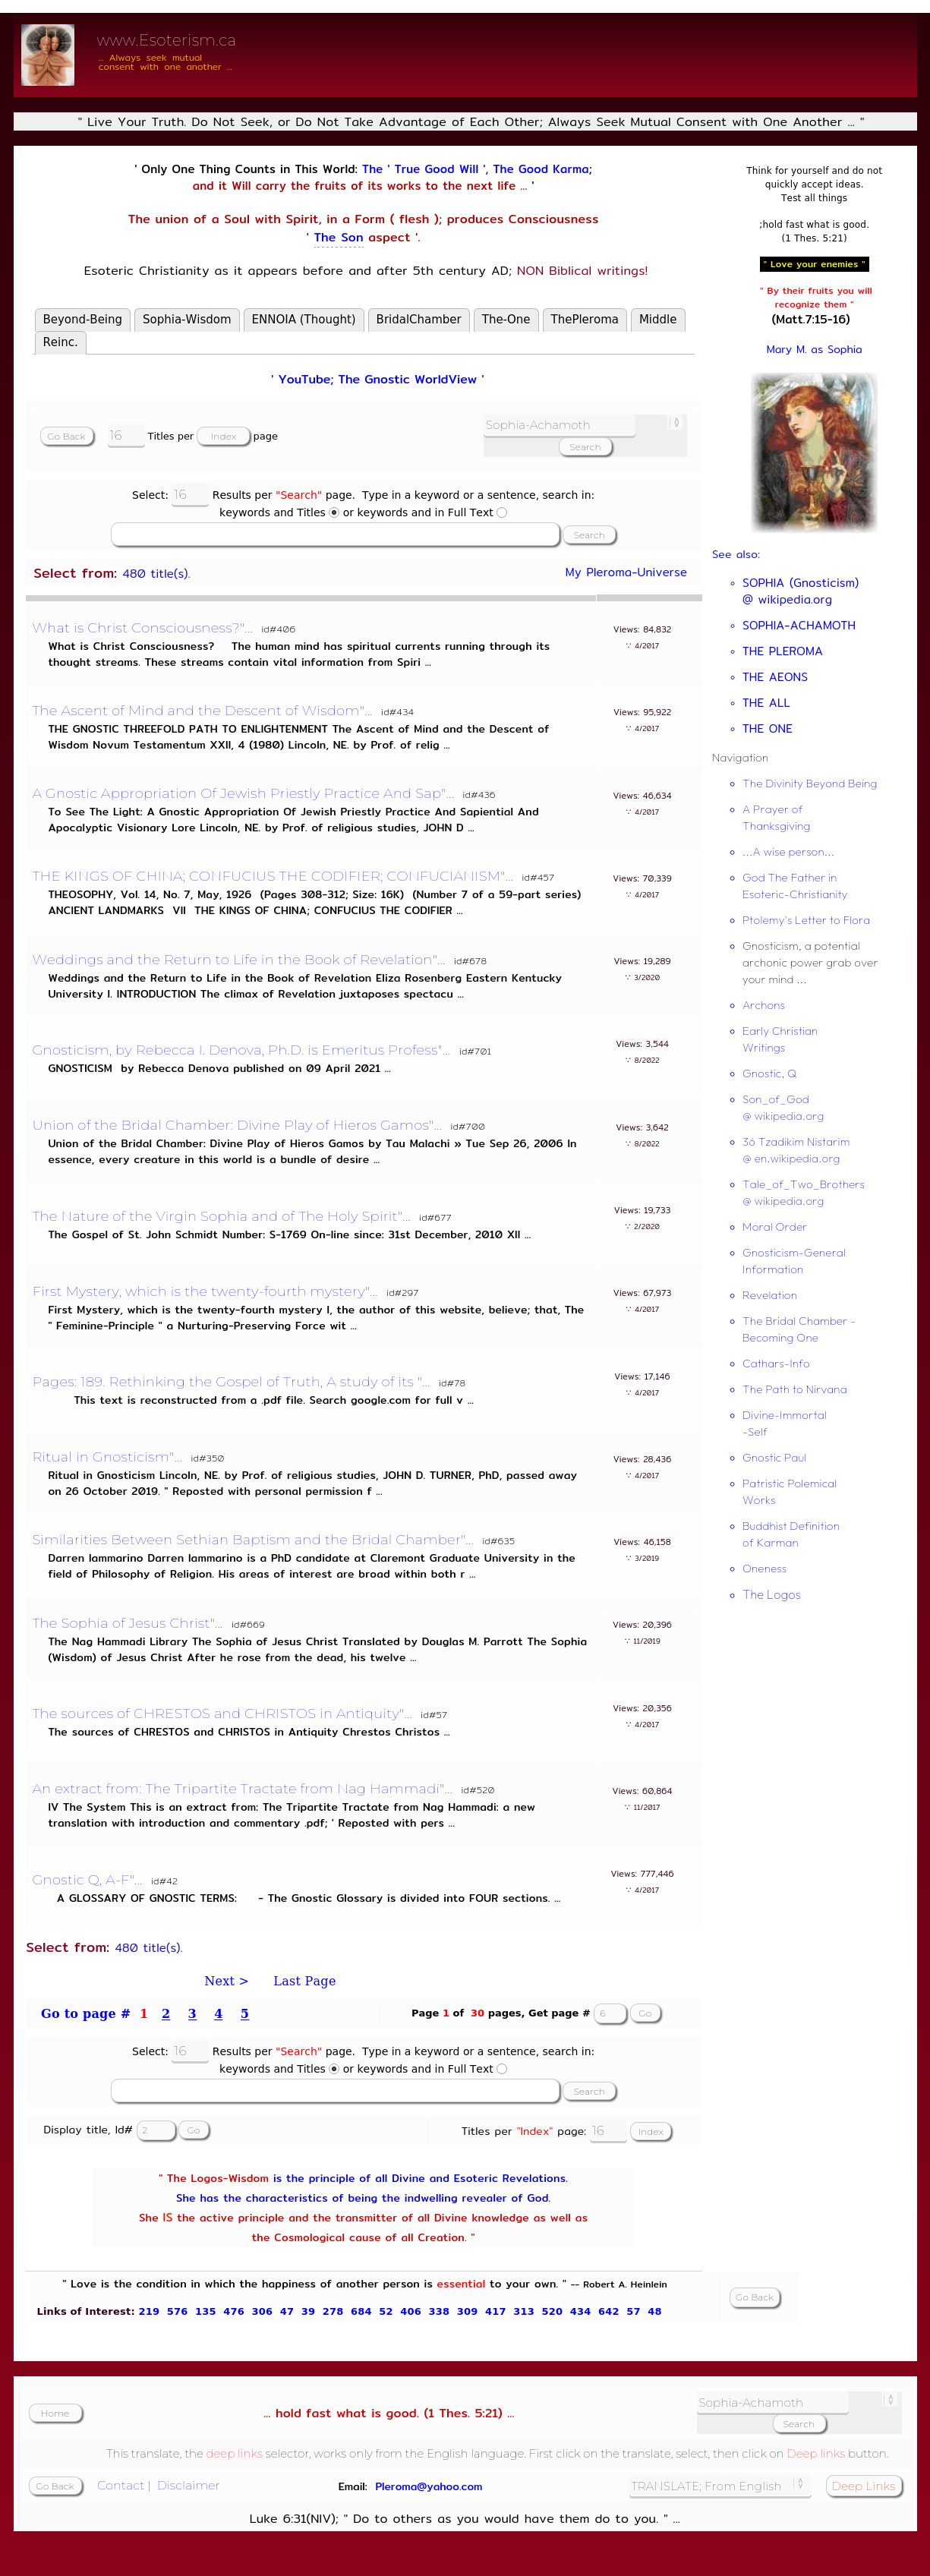 www.Esoterism.ca
... Always seek mutual
consent with one another ...
" Live Your Truth. Do Not Seek, or Do Not Take Advantage of Each Other; Always Seek Mutual Consent with One Another ... "
' Only One Thing Counts in This World: The ' True Good Will ', The Good Karma;
and it Will carry the fruits of its works to the next life ... '
The union of a Soul with Spirit, in a Form ( flesh ); produces Consciousness
' The Son aspect '.
Esoteric Christianity as it appears before and after 5th century AD; NON Biblical writings!
Beyond-Being
Sophia-Wisdom
ENNOIA (Thought)
BridalChamber
The-One
ThePleroma
Middle
Reinc.
' YouTube; The Gnostic WorldView '
Go Back
16 Titles per Index page
Sophia-Achamoth
Search
Select: 16 Results per "Search" page. Type in a keyword or a sentence, search in:
keywords and Titles or keywords and in Full Text
Search
Select from: 480 title(s).
My Pleroma-Universe
What is Christ Consciousness?"... id#406
What is Christ Consciousness? The human mind has spiritual currents running through its
thought streams. These streams contain vital information from Spiri ...
Views: 84,832
∵ 4/2017
The Ascent of Mind and the Descent of Wisdom"... id#434
THE GNOSTIC THREEFOLD PATH TO ENLIGHTENMENT The Ascent of Mind and the Descent of
Wisdom Novum Testamentum XXII, 4 (1980) Lincoln, NE. by Prof. of relig ...
Views: 95,922
∵ 4/2017
A Gnostic Appropriation Of Jewish Priestly Practice And Sap"... id#436
To See The Light: A Gnostic Appropriation Of Jewish Priestly Practice And Sapiential And
Apocalyptic Visionary Lore Lincoln, NE. by Prof. of religious studies, JOHN D ...
Views: 46,634
∵ 4/2017
THE KINGS OF CHINA; CONFUCIUS THE CODIFIER; CONFUCIANISM"... id#457
THEOSOPHY, Vol. 14, No. 7, May, 1926 (Pages 308-312; Size: 16K) (Number 7 of a 59-part series)
ANCIENT LANDMARKS VII THE KINGS OF CHINA; CONFUCIUS THE CODIFIER ...
Views: 70,339
∵ 4/2017
Weddings and the Return to Life in the Book of Revelation"... id#678
Weddings and the Return to Life in the Book of Revelation Eliza Rosenberg Eastern Kentucky
University I. INTRODUCTION The climax of Revelation juxtaposes spectacu ...
Views: 19,289
∵ 3/2020
Gnosticism, by Rebecca I. Denova, Ph.D. is Emeritus Profess"... id#701
GNOSTICISM by Rebecca Denova published on 09 April 2021 ...
Views: 3,544
∵ 8/2022
Union of the Bridal Chamber: Divine Play of Hieros Gamos"... id#700
Union of the Bridal Chamber: Divine Play of Hieros Gamos by Tau Malachi » Tue Sep 26, 2006 In
essence, every creature in this world is a bundle of desire ...
Views: 3,642
∵ 8/2022
The Nature of the Virgin Sophia and of The Holy Spirit"... id#677
The Gospel of St. John Schmidt Number: S-1769 On-line since: 31st December, 2010 XII ...
Views: 19,733
∵ 2/2020
First Mystery, which is the twenty-fourth mystery"... id#297
First Mystery, which is the twenty-fourth mystery I, the author of this website, believe; that, The
" Feminine-Principle " a Nurturing-Preserving Force wit ...
Views: 67,973
∵ 4/2017
Pages: 189. Rethinking the Gospel of Truth, A study of its "... id#78
This text is reconstructed from a .pdf file. Search google.com for full v ...
Views: 17,146
∵ 4/2017
Ritual in Gnosticism"... id#350
Ritual in Gnosticism Lincoln, NE. by Prof. of religious studies, JOHN D. TURNER, PhD, passed away
on 26 October 2019. " Reposted with personal permission f ...
Views: 28,436
∵ 4/2017
Similarities Between Sethian Baptism and the Bridal Chamber"... id#635
Darren Iammarino Darren Iammarino is a PhD candidate at Claremont Graduate University in the
field of Philosophy of Religion. His areas of interest are broad within both r ...
Views: 46,158
∵ 3/2019
The Sophia of Jesus Christ"... id#669
The Nag Hammadi Library The Sophia of Jesus Christ Translated by Douglas M. Parrott The Sophia
(Wisdom) of Jesus Christ After he rose from the dead, his twelve ...
Views: 20,396
∵ 11/2019
The sources of CHRESTOS and CHRISTOS in Antiquity"... id#57
The sources of CHRESTOS and CHRISTOS in Antiquity Chrestos Christos ...
Views: 20,356
∵ 4/2017
An extract from: The Tripartite Tractate from Nag Hammadi"... id#520
IV The System This is an extract from: The Tripartite Tractate from Nag Hammadi: a new
translation with introduction and commentary .pdf; ' Reposted with pers ...
Views: 60,864
∵ 11/2017
Gnostic Q, A-F"... id#42
A GLOSSARY OF GNOSTIC TERMS: - The Gnostic Glossary is divided into FOUR sections. ...
Views: 777,446
∵ 4/2017
Select from: 480 title(s).
Next > Last Page
Go to page # 1 2 3 4 5
Page 1 of 30 pages, Get page # 6 Go
Select: 16 Results per "Search" page. Type in a keyword or a sentence, search in:
keywords and Titles or keywords and in Full Text
Search
Display title, Id# 2 Go
Titles per "Index" page: 16 Index
" The Logos-Wisdom is the principle of all Divine and Esoteric Revelations.
She has the characteristics of being the indwelling revealer of God.
She IS the active principle and the transmitter of all Divine knowledge as well as
the Cosmological cause of all Creation. "
" Love is the condition in which the happiness of another person is essential to your own. " -- Robert A. Heinlein
Links of Interest: 219 576 135 476 306 47 39 278 684 52 406 338 309 417 313 520 434 642 57 48
Go Back
Think for yourself and do not
quickly accept ideas.
Test all things
;hold fast what is good.
(1 Thes. 5:21)
" Love your enemies "
" By their fruits you will
recognize them "
(Matt.7:15-16)
Mary M. as Sophia
See also:
SOPHIA (Gnosticism)
@ wikipedia.org
SOPHIA-ACHAMOTH
THE PLEROMA
THE AEONS
THE ALL
THE ONE
Navigation
The Divinity Beyond Being
A Prayer of
Thanksgiving
...A wise person...
God The Father in
Esoteric-Christianity
Ptolemy's Letter to Flora
Gnosticism, a potential
archonic power grab over
your mind ...
Archons
Early Christian
Writings
Gnostic, Q
Son_of_God
@ wikipedia.org
36 Tzadikim Nistarim
@ en.wikipedia.org
Tale_of_Two_Brothers
@ wikipedia.org
Moral Order
Gnosticism-General
Information
Revelation
The Bridal Chamber -
Becoming One
Cathars-Info
The Path to Nirvana
Divine-Immortal
-Self
Gnostic Paul
Patristic Polemical
Works
Buddhist Definition
of Karman
Oneness
The Logos
Home
... hold fast what is good. (1 Thes. 5:21) ...
Sophia-Achamoth
Search
This translate, the deep links selector, works only from the English language. First click on the translate, select, then click on Deep links button.
Go Back
Contact | Disclaimer
Email: Pleroma@yahoo.com
TRANSLATE; From English
Deep Links
Luke 6:31(NIV); " Do to others as you would have them do to you. " ...